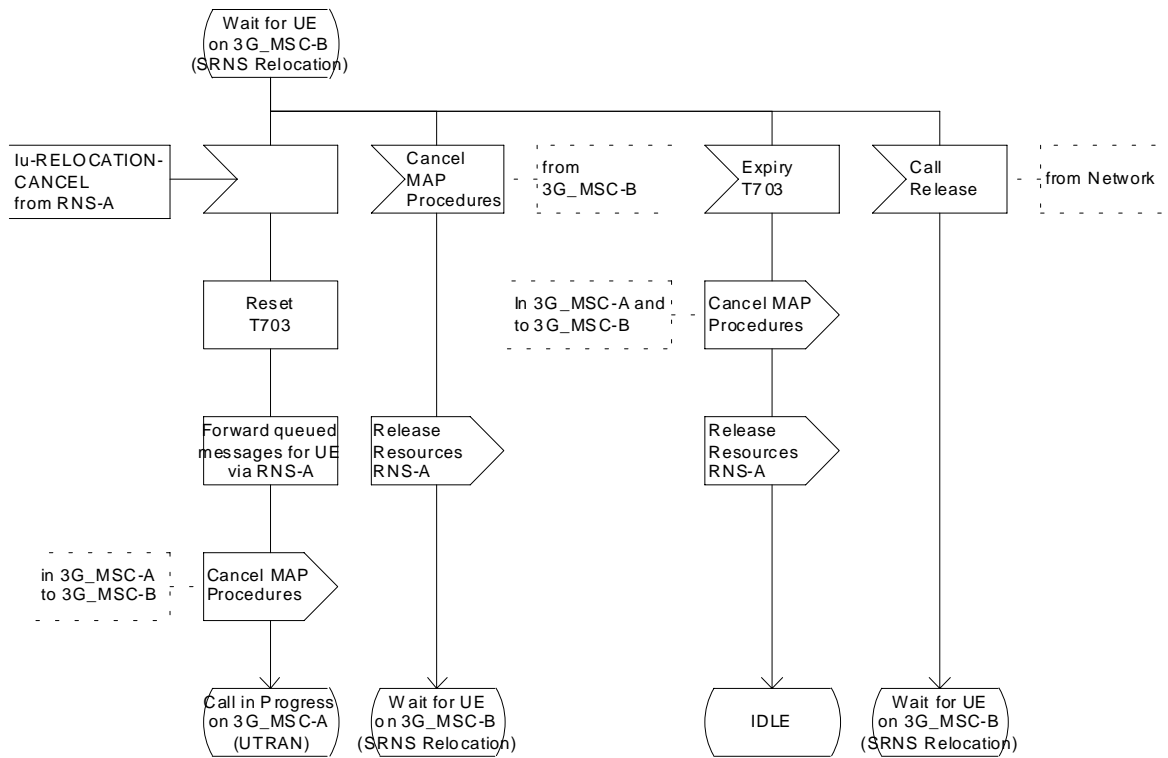 Wait for UE
on 3G_MSC-B
(SRNS Relocation)
Iu-RELOCATION-
CANCEL
from RNS-A
Cancel
MAP
Procedures
from
3G_MSC-B
Expiry
T703
Call
Release
from Network
Reset
T703
In 3G_MSC-A and
to 3G_MSC-B
Cancel MAP
Procedures
Forward queued
messages for UE
via RNS-A
Release
Resources
RNS-A
Release
Resources
RNS-A
in 3G_MSC-A
to 3G_MSC-B
Cancel MAP
Procedures
Call in Progress
on 3G_MSC-A
(UTRAN)
Wait for UE
on 3G_MSC-B
(SRNS Relocation)
IDLE
Wait for UE
on 3G_MSC-B
(SRNS Relocation)